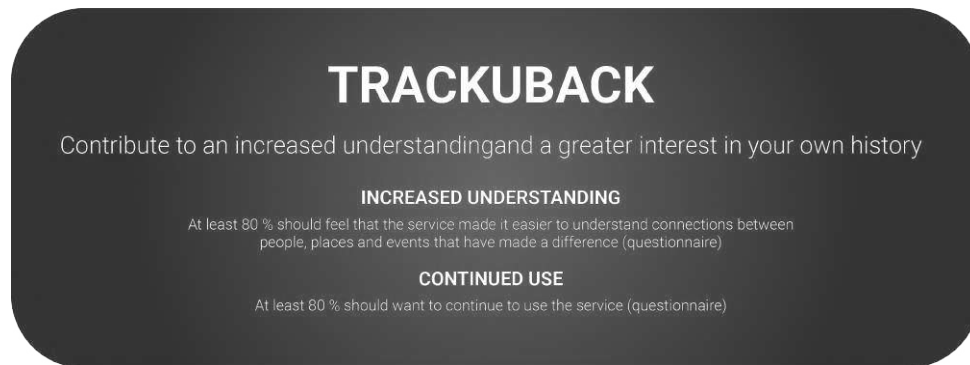 TRACKUBACK
Contribute to an increased understandingand a greater interest in your own history
INCREASED UNDERSTANDING
At least 80 % should feel that the service made it easier to understand connections between
people, places and events that have made a difference (questionnaire)
CONTINUED USE
At least 80 % should want to continue to use the service (questionnaire)